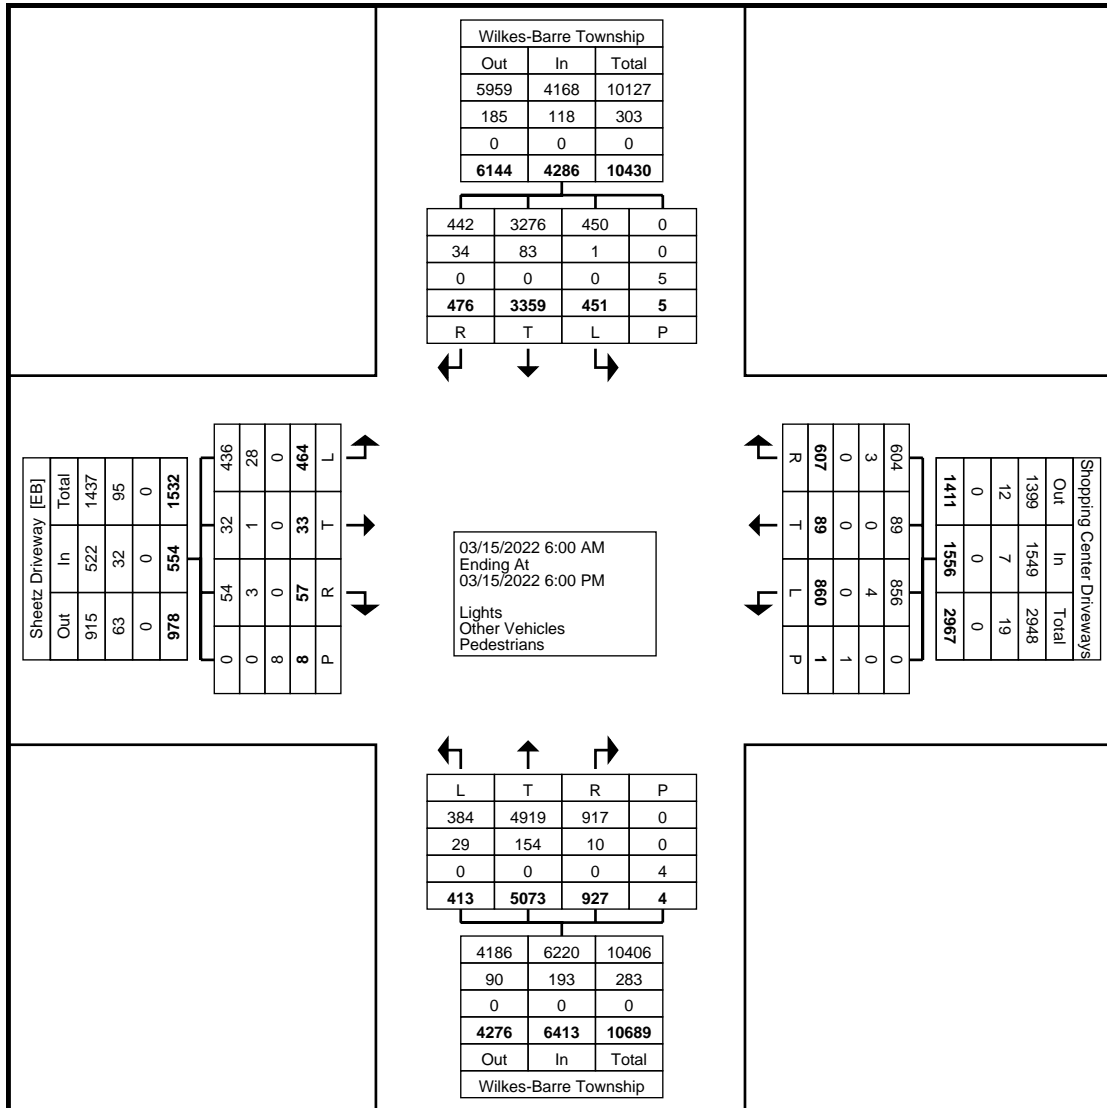 Wilkes-Barre Township
Out In Total
5959 4168 10127
185 118 303
0 0 0
6144 4286 10430
442 3276 450 0
34 83 1 0
0 0 0 5
476 3359 451 5
R T L P
Sheetz Driveway [EB]
Out In Total
915 522 1437
63 32 95
0 0 0
978 554 1532
436 32 54 0
28 1 3 0
0 0 0 8
464 33 57 8
L T R P
03/15/2022 6:00 AM
Ending At
03/15/2022 6:00 PM
Lights
Other Vehicles
Pedestrians
R T L P
607 89 860 1
0 0 0 1
3 0 4 0
604 89 856 0
Shopping Center Driveways
Out In Total
1399 1549 2948
12 7 19
0 0 0
1411 1556 2967
L T R P
384 4919 917 0
29 154 10 0
0 0 0 4
413 5073 927 4
4186 6220 10406
90 193 283
0 0 0
4276 6413 10689
Out In Total
Wilkes-Barre Township